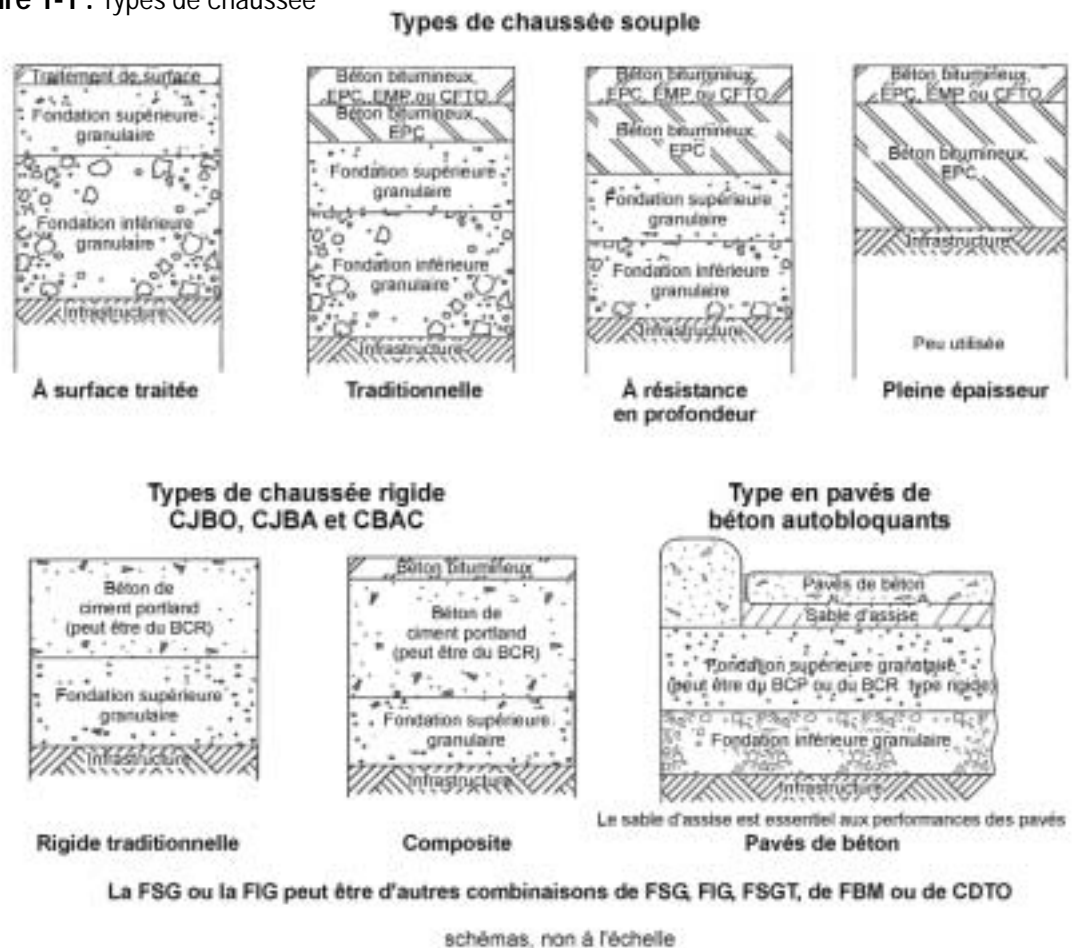 ire 1-1 : Types de chaussée
Types de chaussée souple
Traitement de surface
Fondation supérieure
granulaire
Fondation inférieure
granulaire
Infrastructure
À surface traitée
Béton bitumineux,
EPC, EMP ou CFTO
Béton bitumineux,
EPC
Fondation supérieure
granulaire
Fondation inférieure
granulaire
Infrastructure
Traditionnelle
Béton bitumineux,
EPC, EMP ou CFTO
Béton bitumineux,
EPC
Fondation supérieure
granulaire
Fondation inférieure
granulaire
Infrastructure
À résistance
en profondeur
Béton bitumineux,
EPC, EMP ou CFTO
Béton bitumineux,
EPC
Infrastructure
Peu utilisée
Pleine épaisseur
Types de chaussée rigide
CJBO, CJBA et CBAC
Béton de
ciment portland
(peut être du BCR)
Fondation supérieure
granulaire
Infrastructure
Rigide traditionnelle
Béton bitumineux
Béton de
ciment portland
(peut être du BCR)
Fondation supérieure
granulaire
Infrastructure
Composite
Type en pavés de
béton autobloquants
Pavés de béton
Sable d'assise
Fondation supérieure granulaire
(peut être du BCP ou du BCR type rigide)
Fondation inférieure granulaire
Infrastructure
Le sable d'assise est essentiel aux performances des pavés
Pavés de béton
La FSG ou la FIG peut être d'autres combinaisons de FSG, FIG, FSGT, de FBM ou de CDTO
schémas, non à l'échelle